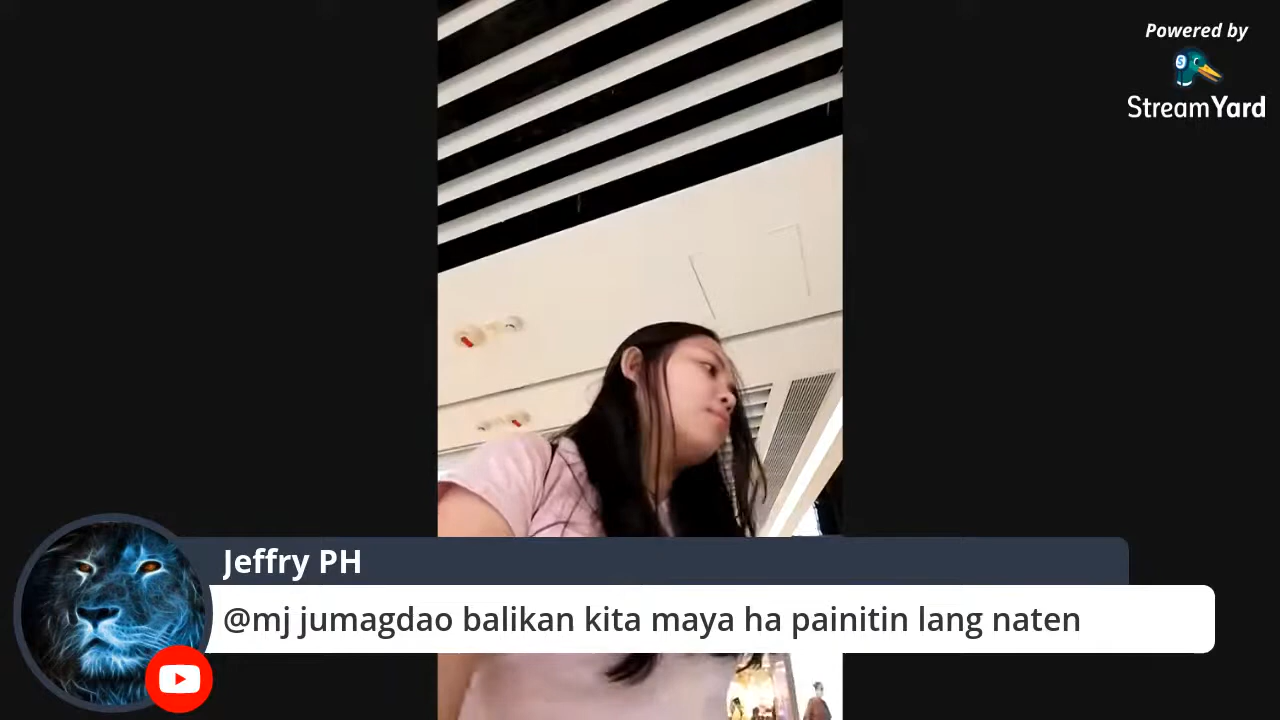 Powered by
StreamYard
Jeffry PH
@mj jumagdao balikan kita maya ha painitin lang naten